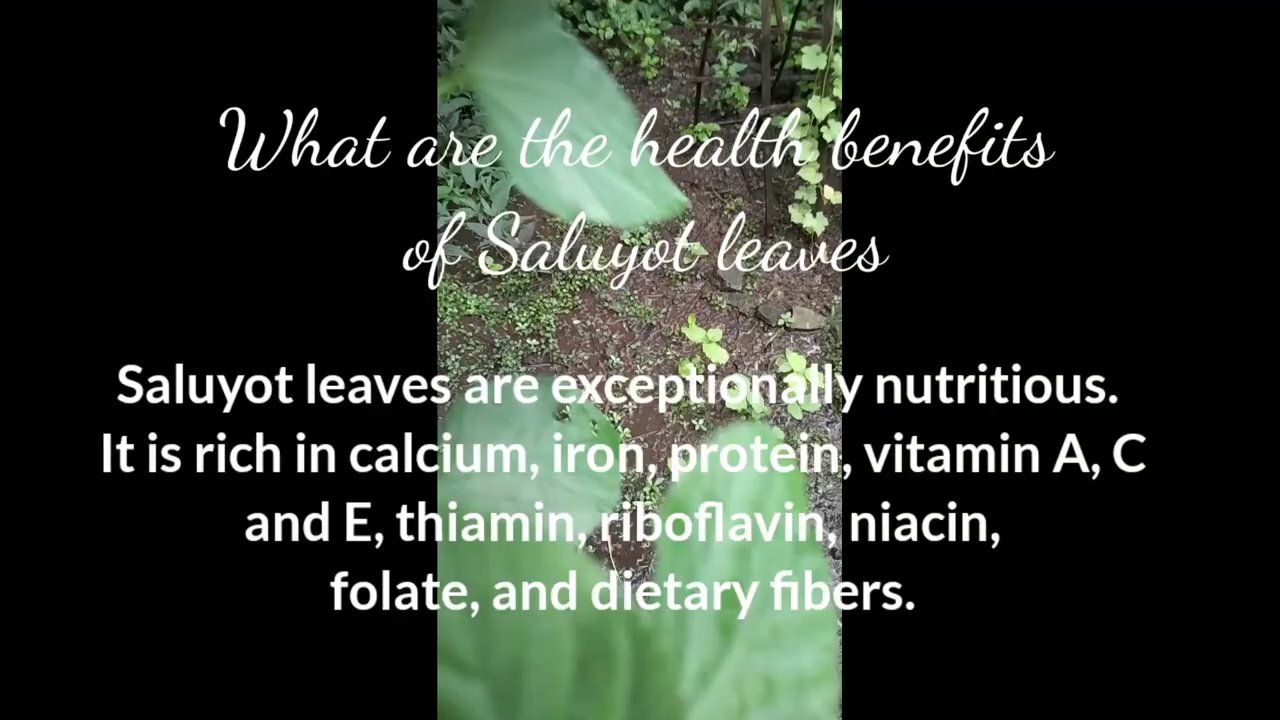 What are the health benefits
of Saluyot leaves
Saluyot leaves are exceptionally nutritious.
It is rich in calcium, iron, protein, vitamin A, C
and E, thiamin, riboflavin, niacin,
folate, and dietary fibers.